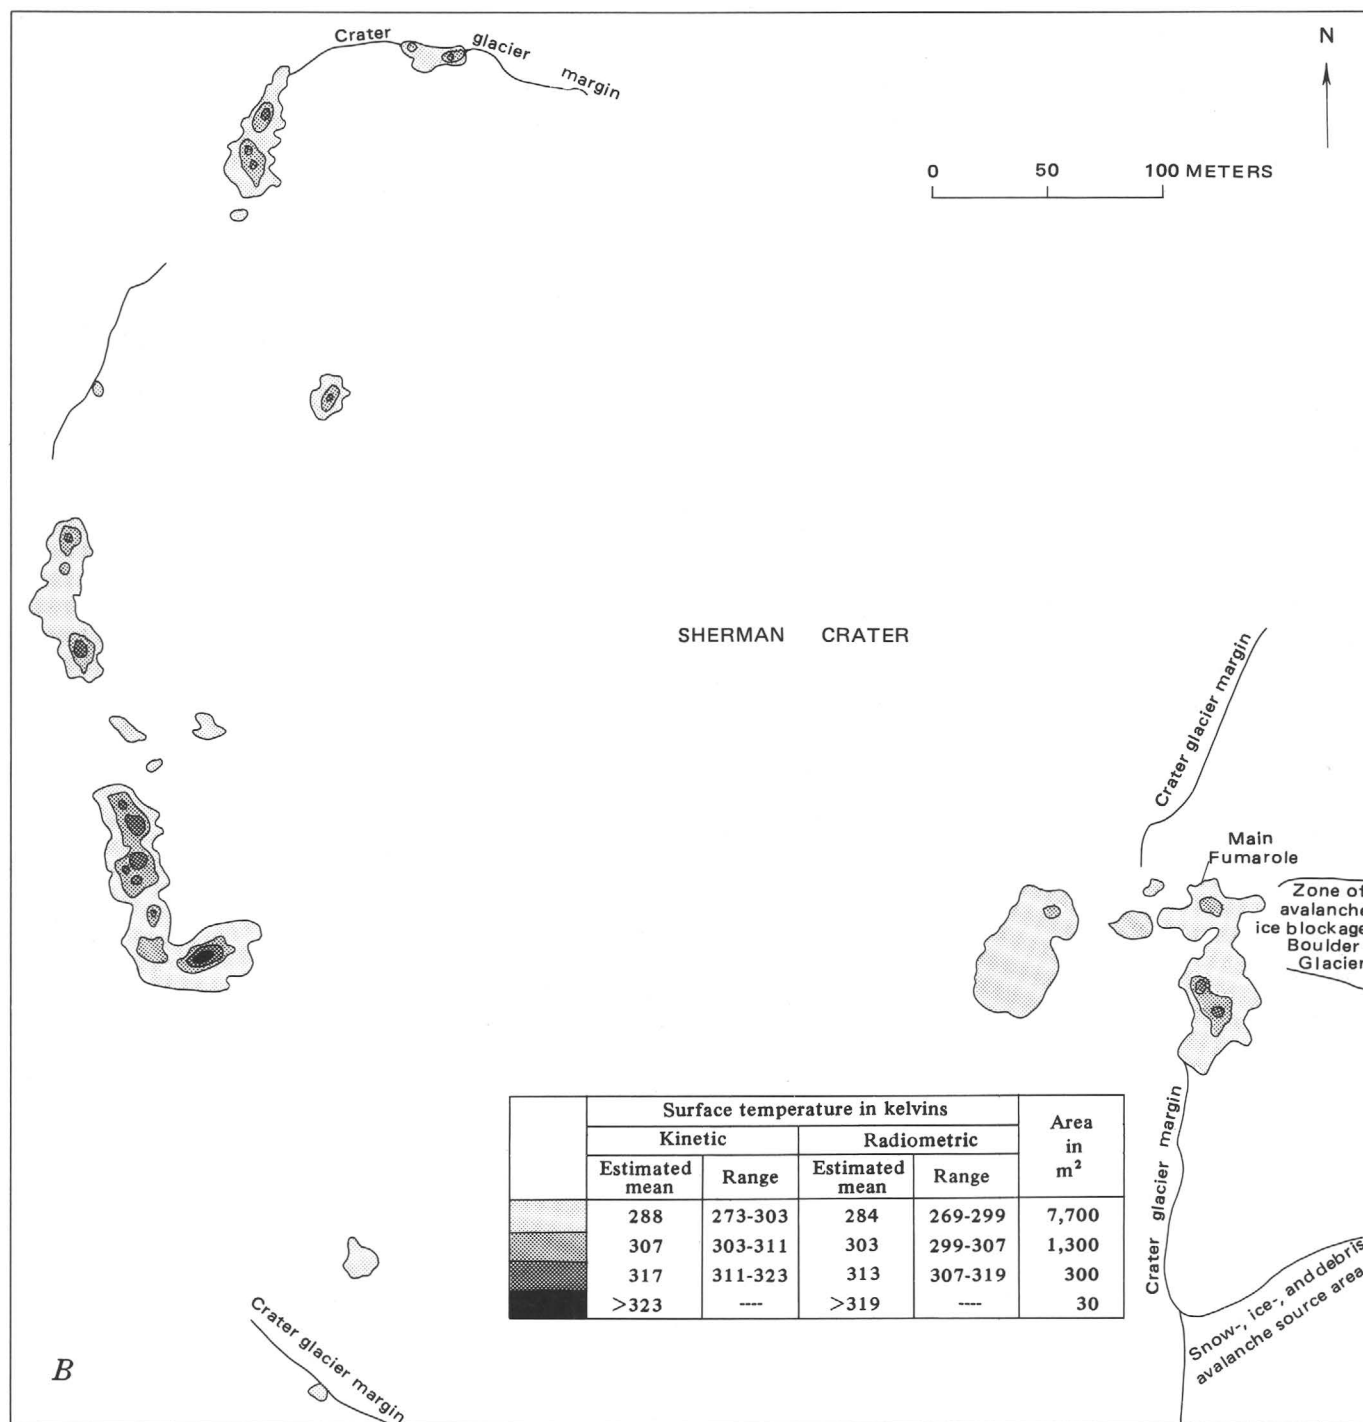 Crater glacier margin
N
0 50 100 METERS
SHERMAN CRATER
Crater glacier margin
Main
Fumarole
Zone of
avalanche
ice blockage
Boulder
Glacier
Surface temperature in kelvins
Area
in
m²
Kinetic Radiometric
Estimated
mean
Range
Estimated
mean
Range
288 273-303 284 269-299 7,700
307 303-311 303 299-307 1,300
317 311-323 313 307-319 300
>323 ---- >319 ---- 30
Crater glacier margin
Snow-, ice-, and debris
avalanche source area
Crater glacier margin
B